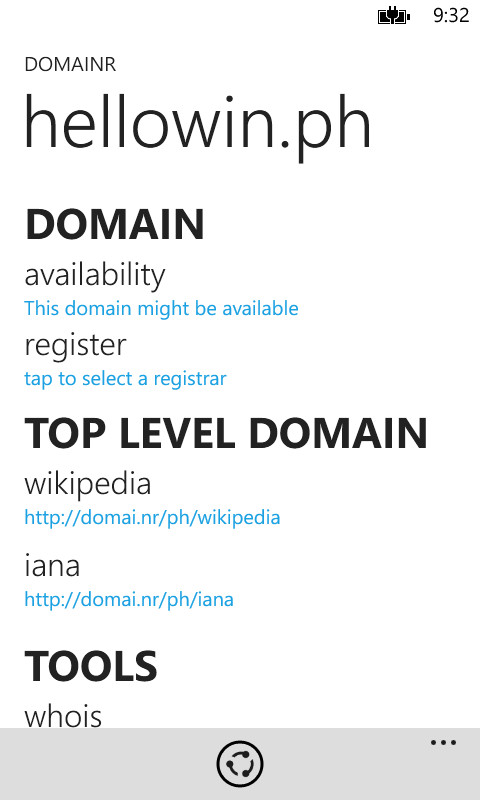 9:32
DOMAINR
hellowin.ph
DOMAIN
availability
This domain might be available
register
tap to select a registrar
TOP LEVEL DOMAIN
wikipedia
http://domai.nr/ph/wikipedia
iana
http://domai.nr/ph/iana
TOOLS
whois